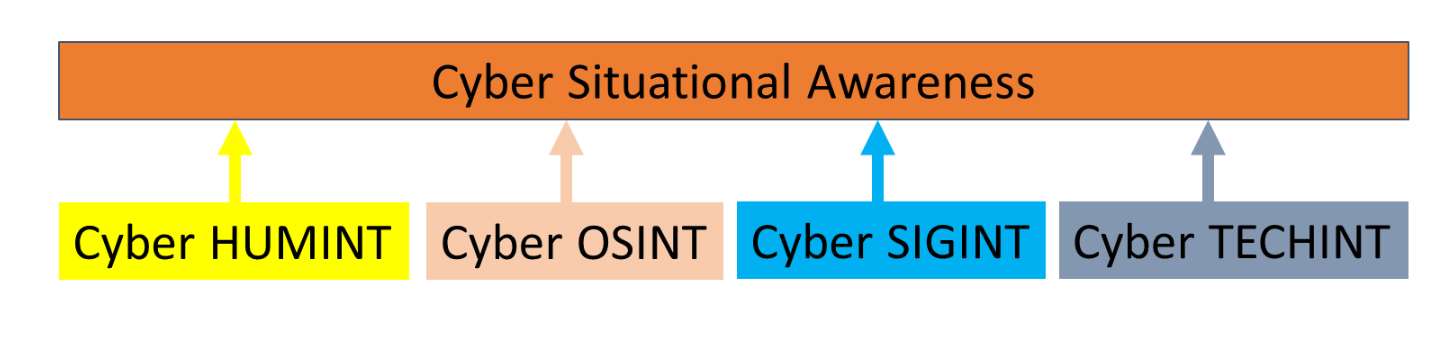 Cyber Situational Awareness
Cyber HUMINT
Cyber OSINT
Cyber SIGINT
Cyber TECHINT